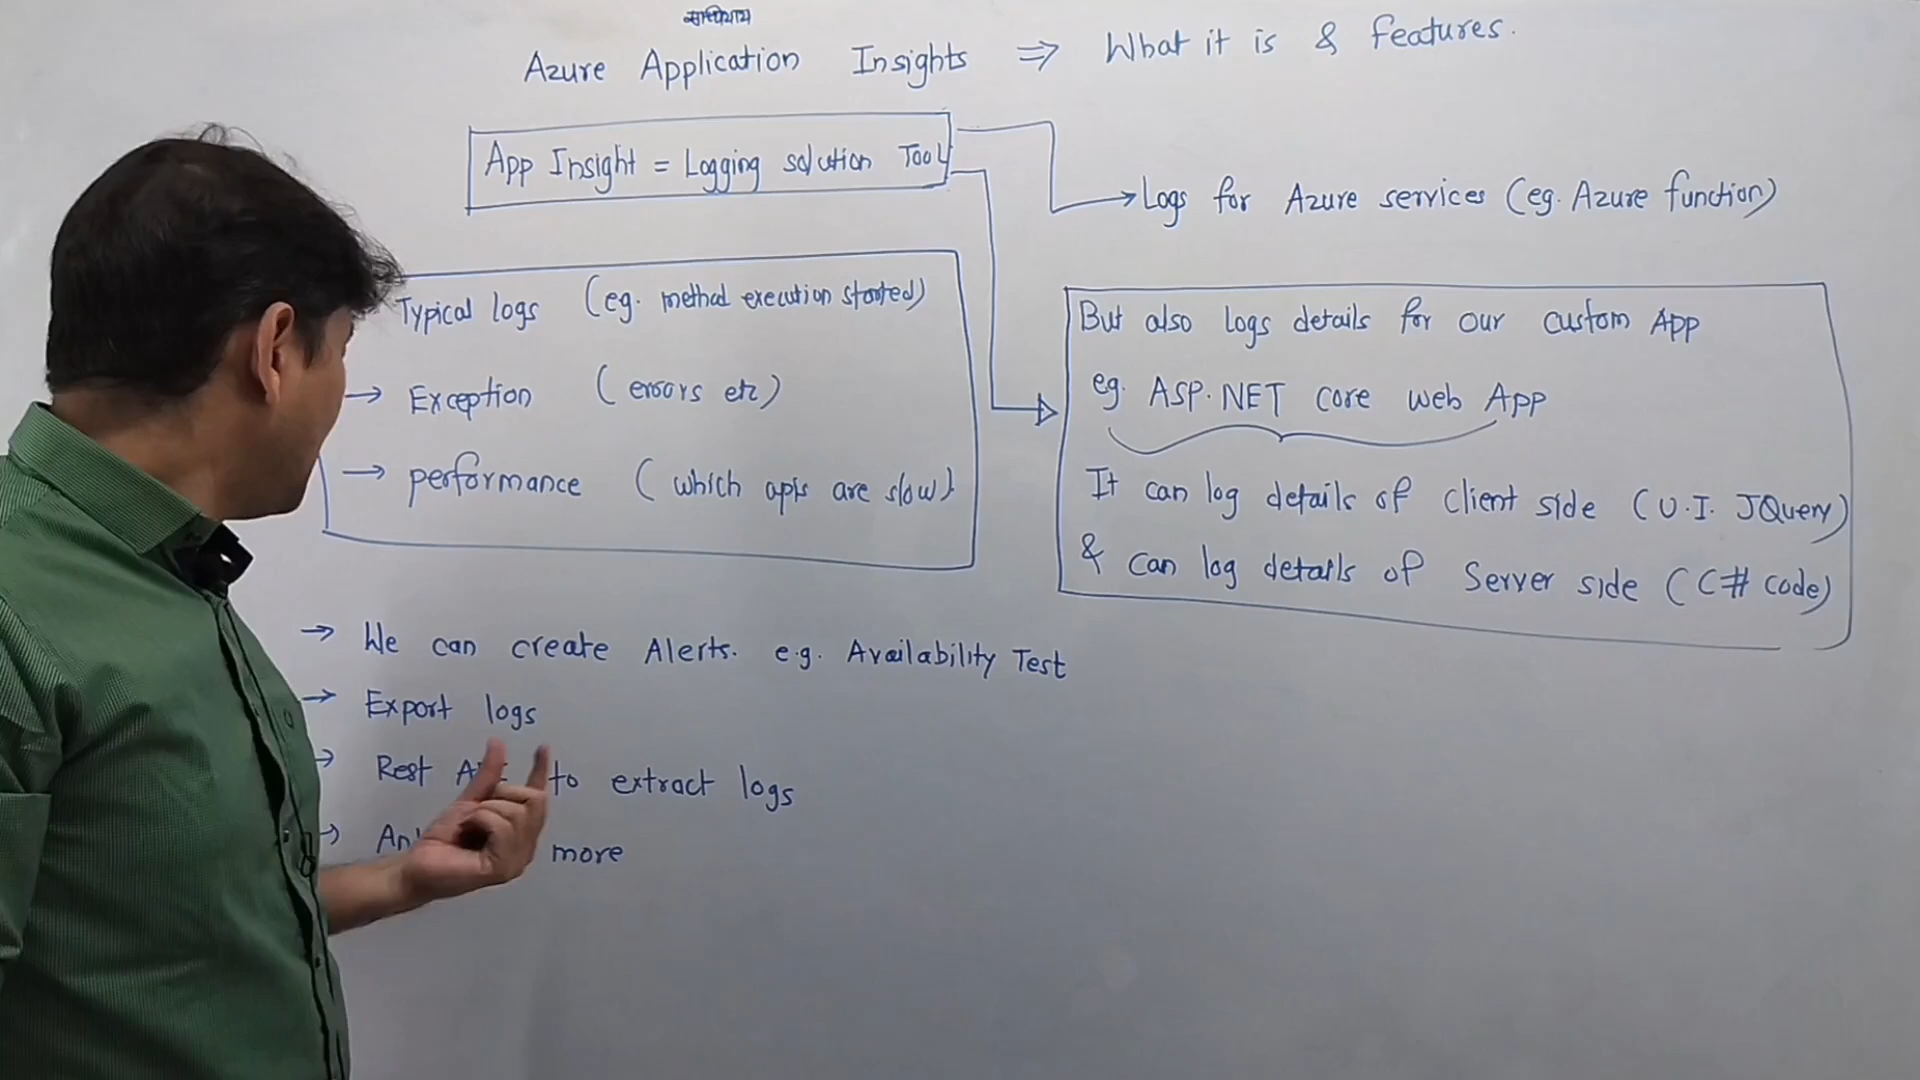 Azure Application Insights ⇒ What it is & features.
App Insight = Logging solution Tool
→ Logs for Azure services (eg. Azure function)
Typical logs (eg. method execution started)
→ Exception (errors etc)
→ performance (which apis are slow)
But also logs details for our custom App
eg. ASP.NET core web App
It can log details of client side (U.I. JQuery)
& can log details of Server side (C# code)
→ We can create Alerts. e.g. Availability Test
→ Export logs
→ Rest to extract logs
→ more